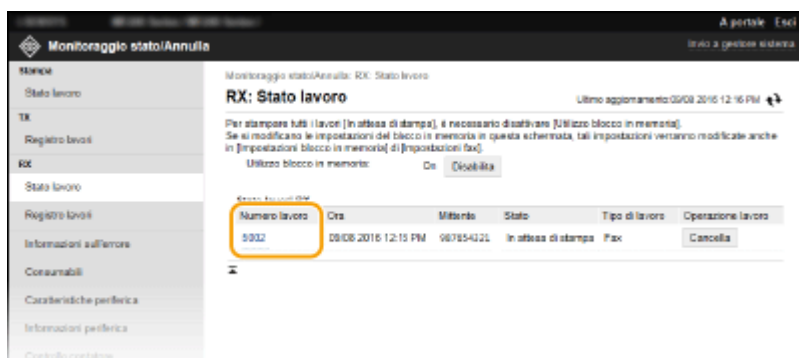 A portale Esci
Monitoraggio stato/Annulla
Invio a gestore sistema
Stampa
Stato lavoro
TX
Registro lavori
RX
Stato lavoro
Registro lavori
Informazioni sull'errore
Consumabili
Caratteristiche periferica
Informazioni periferica
Controllo contatore
Monitoraggio stato/Annulla: RX: Stato lavoro
RX: Stato lavoro
Ultimo aggiornamento: 09/08 2016 12:16 PM
Per stampare tutti i lavori [In attesa di stampa], è necessario disattivare [Utilizzo blocco in memoria].
Se si modificano le impostazioni del blocco in memoria in questa schermata, tali impostazioni verranno modificate anche
in [Impostazioni blocco in memoria] di [Impostazioni fax].
Utilizzo blocco in memoria: On Disabilita
Numero lavoro Ora Mittente Stato Tipo di lavoro Operazione lavoro
5002 09/08 2016 12:15 PM 987654321 In attesa di stampa Fax Cancella